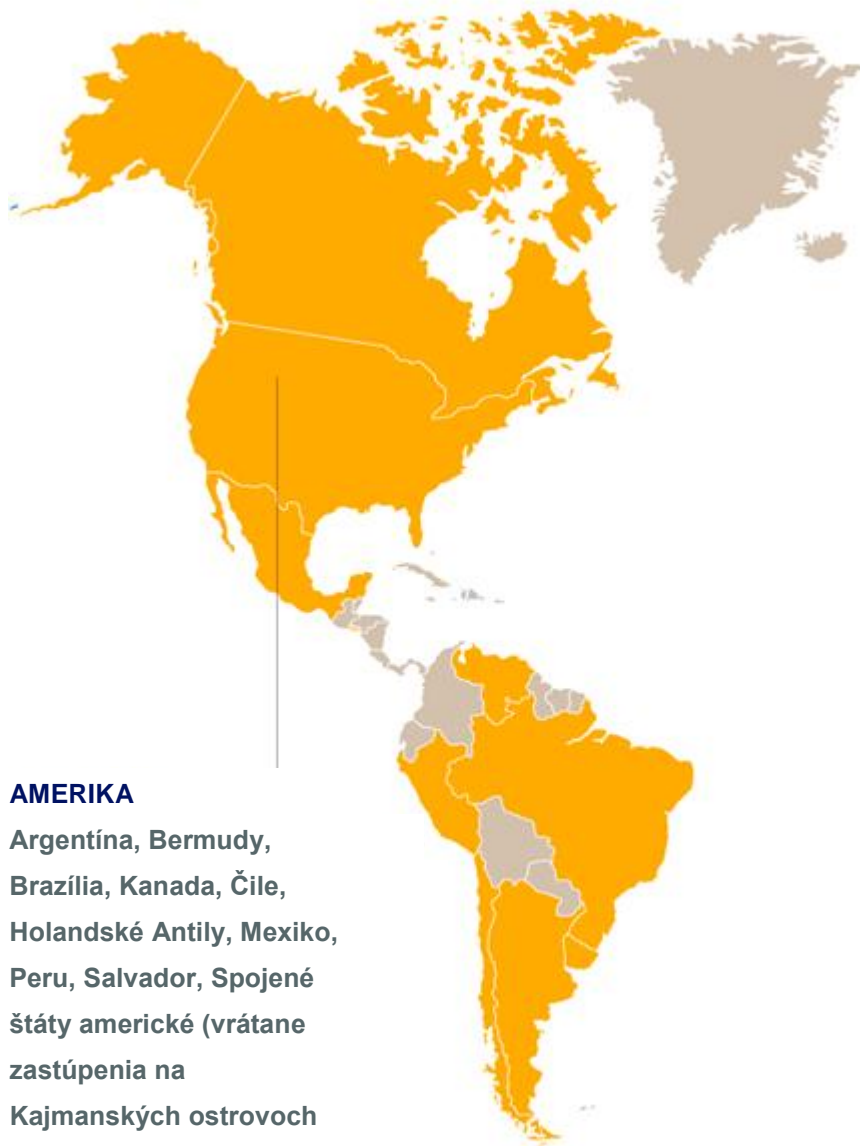 AMERIKA
Argentína, Bermudy,
Brazília, Kanada, Čile,
Holandské Antily, Mexiko,
Peru, Salvador, Spojené
štáty americké (vrátane
zastúpenia na
Kajmanských ostrovoch